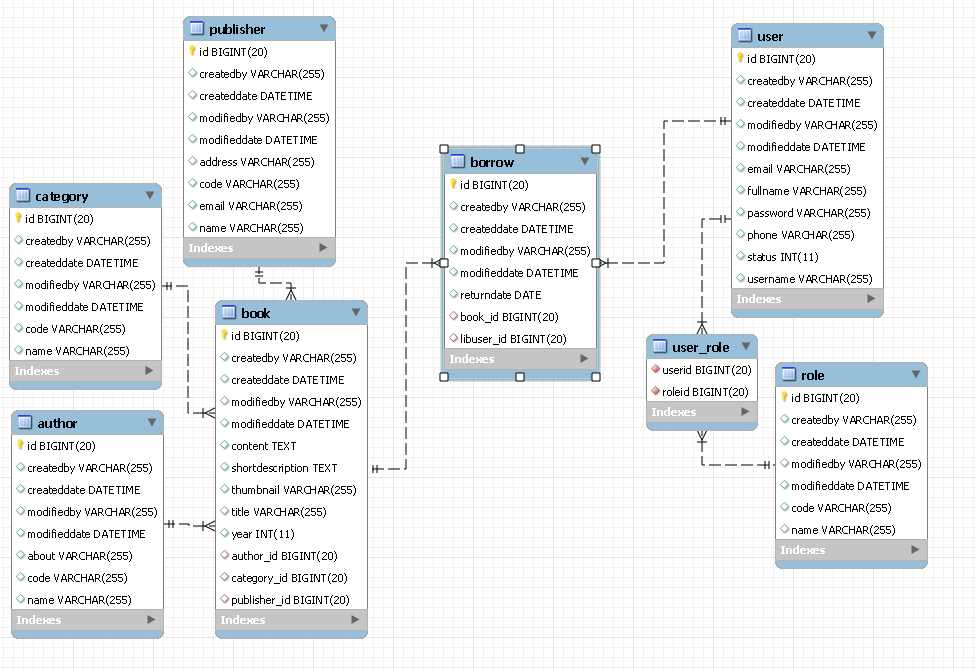 publisher
id BIGINT(20)
createdby VARCHAR(255)
createddate DATETIME
modifiedby VARCHAR(255)
modifieddate DATETIME
address VARCHAR(255)
code VARCHAR(255)
email VARCHAR(255)
name VARCHAR(255)
Indexes
category
id BIGINT(20)
createdby VARCHAR(255)
createddate DATETIME
modifiedby VARCHAR(255)
modifieddate DATETIME
code VARCHAR(255)
name VARCHAR(255)
Indexes
author
id BIGINT(20)
createdby VARCHAR(255)
createddate DATETIME
modifiedby VARCHAR(255)
modifieddate DATETIME
about VARCHAR(255)
code VARCHAR(255)
name VARCHAR(255)
Indexes
book
id BIGINT(20)
createdby VARCHAR(255)
createddate DATETIME
modifiedby VARCHAR(255)
modifieddate DATETIME
content TEXT
shortdescription TEXT
thumbnail VARCHAR(255)
title VARCHAR(255)
year INT(11)
author_id BIGINT(20)
category_id BIGINT(20)
publisher_id BIGINT(20)
Indexes
borrow
id BIGINT(20)
createdby VARCHAR(255)
createddate DATETIME
modifiedby VARCHAR(255)
modifieddate DATETIME
returndate DATE
book_id BIGINT(20)
libuser_id BIGINT(20)
Indexes
user
id BIGINT(20)
createdby VARCHAR(255)
createddate DATETIME
modifiedby VARCHAR(255)
modifieddate DATETIME
email VARCHAR(255)
fullname VARCHAR(255)
password VARCHAR(255)
phone VARCHAR(255)
status INT(11)
username VARCHAR(255)
Indexes
user_role
userid BIGINT(20)
roleid BIGINT(20)
Indexes
role
id BIGINT(20)
createdby VARCHAR(255)
createddate DATETIME
modifiedby VARCHAR(255)
modifieddate DATETIME
code VARCHAR(255)
name VARCHAR(255)
Indexes